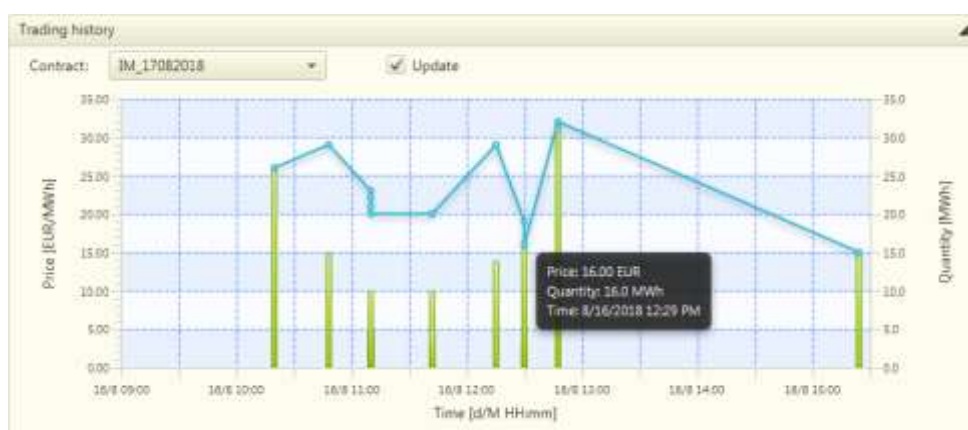 Trading history
Contract: IM_17082018 Update
35.00 35.0
30.00 30.0
25.00 25.0
20.00 20.0
15.00 15.0
10.00 10.0
5.00 5.0
0.00 0.0
Price [EUR/MWh]
Quantity [MWh]
Price: 16.00 EUR
Quantity: 16.0 MWh
Time: 8/16/2018 12:29 PM
16/8 09:00 16/8 10:00 16/8 11:00 16/8 12:00 16/8 13:00 16/8 14:00 16/8 15:00
Time [d/M HH:mm]